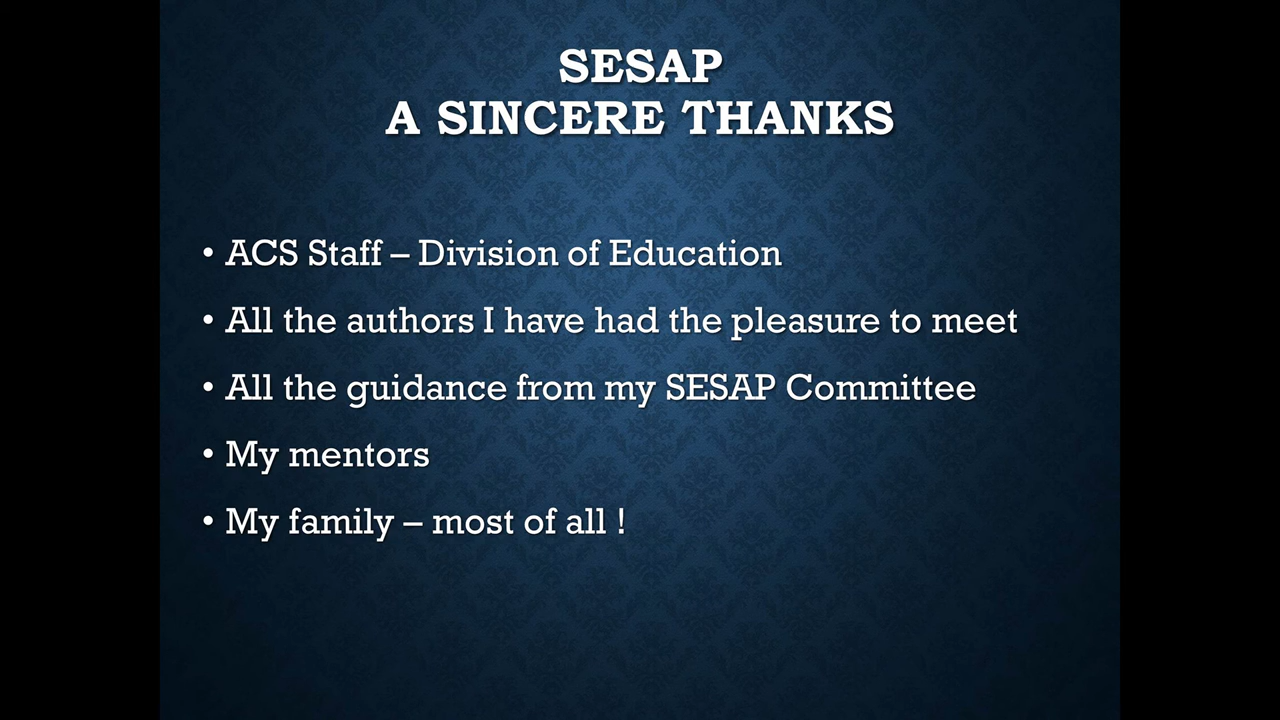 SESAP
A SINCERE THANKS
• ACS Staff – Division of Education
• All the authors I have had the pleasure to meet
• All the guidance from my SESAP Committee
• My mentors
• My family – most of all !